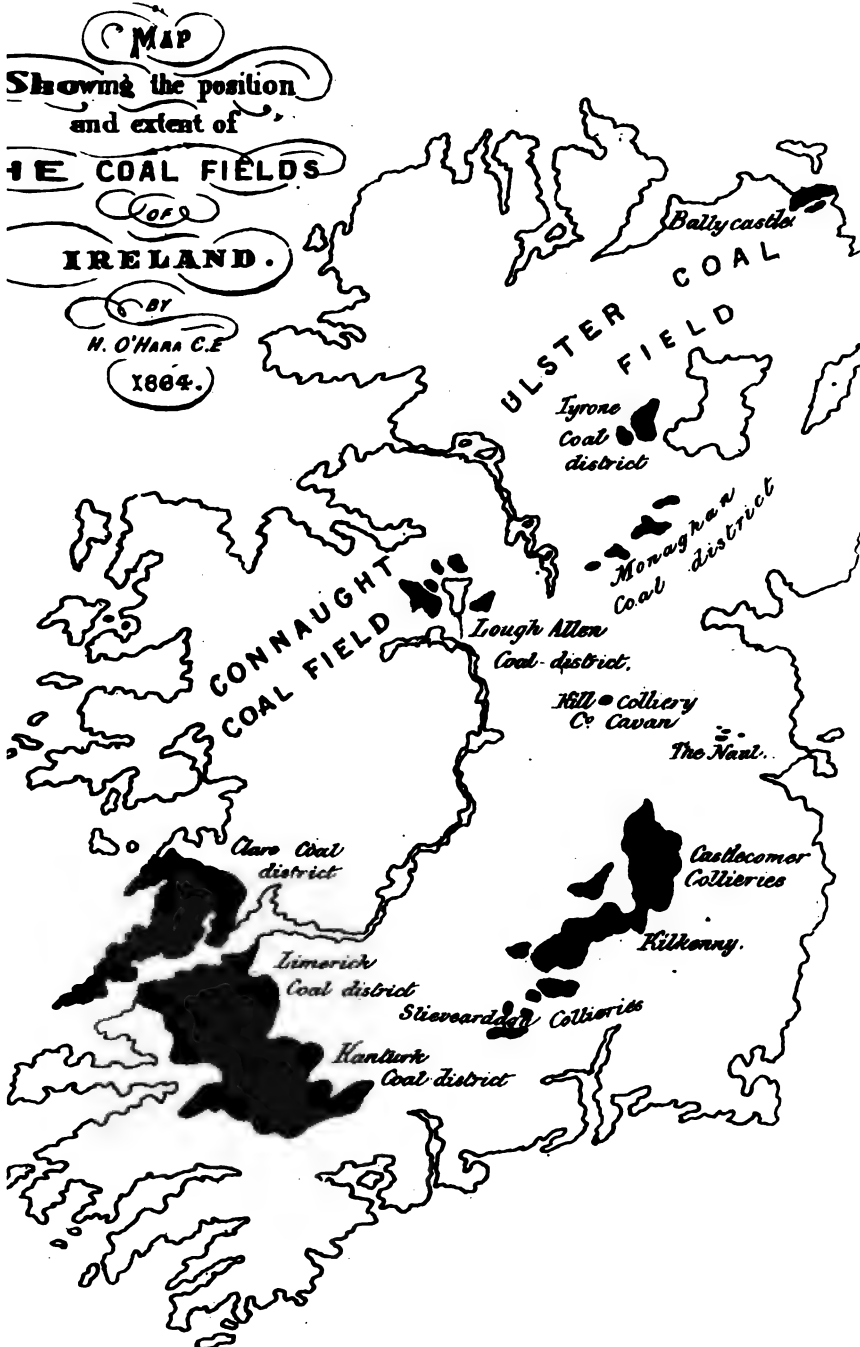 MAP
Showing the position
and extent of
HE COAL FIELDS
OF
IRELAND.
BY
H. O'HARA C.E
1864.
Ballycastle.
ULSTER COAL
FIELD
Tyrone
Coal
district
Monaghan
Coal district
CONNAUGHT
COAL FIELD
Lough Allen
Coal-district.
Hill Colliery
Co Cavan
The Naul..
Clare Coal
district
Castlecomer
Collieries
Kilkenny.
Limerick
Coal district
Slieveardagh Collieries
Kanturk
Coal district